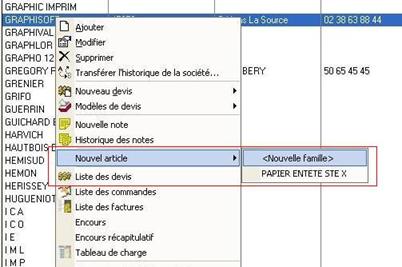 GRAPHIC IMPRIM
GRAPHISOFT
La Source
02 38 63 88 44
GRAPHIVAL
GRAPHLOR
GRAPHO 12
GREGORY
BERY
50 65 45 45
GRENIER
GRIFO
GUERRIN
GUICHARD
HARVICH
HAUTBOIS
HEMISUD
HEMON
HERISSEY
HUGUENIOT
I C A
I C O
I E
I M L
I M P
Ajouter
Modifier
Supprimer
Transférer l'historique de la société...
Nouveau devis
Modèles de devis
Nouvelle note
Historique des notes
Nouvel article
<Nouvelle famille>
PAPIER ENTETE STE X
Liste des devis
Liste des commandes
Liste des factures
Encours
Encours récapitulatif
Tableau de charge